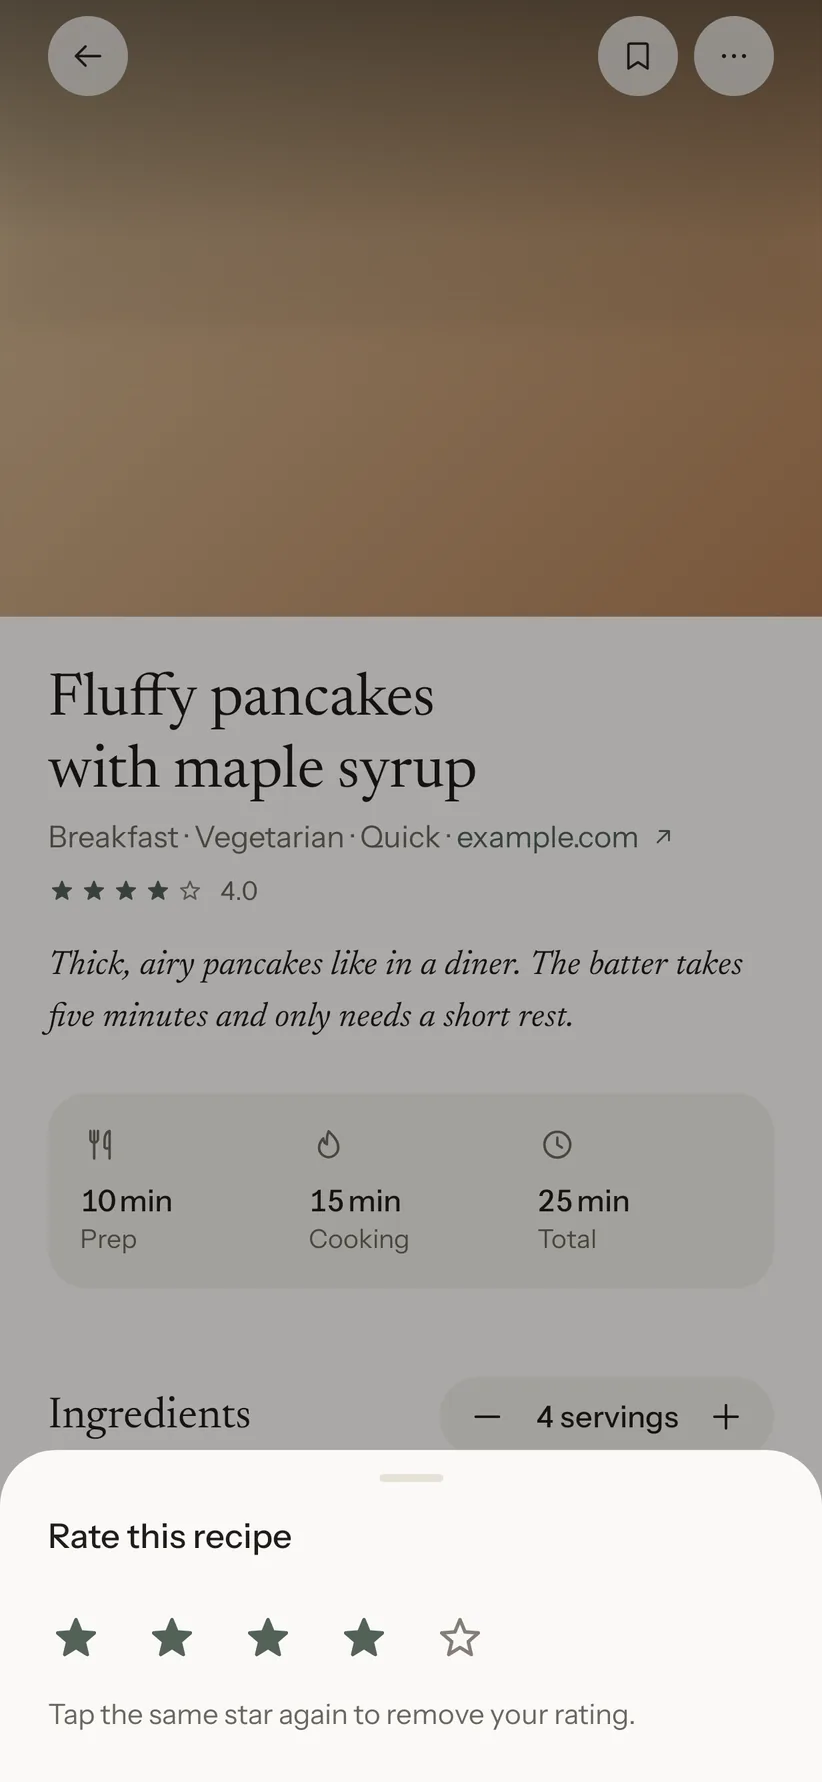 Fluffy pancakes
with maple syrup
Breakfast · Vegetarian · Quick · example.com ↗
4.0
Thick, airy pancakes like in a diner. The batter takes
five minutes and only needs a short rest.
10 min 15 min 25 min
Prep Cooking Total
Ingredients — 4 servings +
Rate this recipe
Tap the same star again to remove your rating.